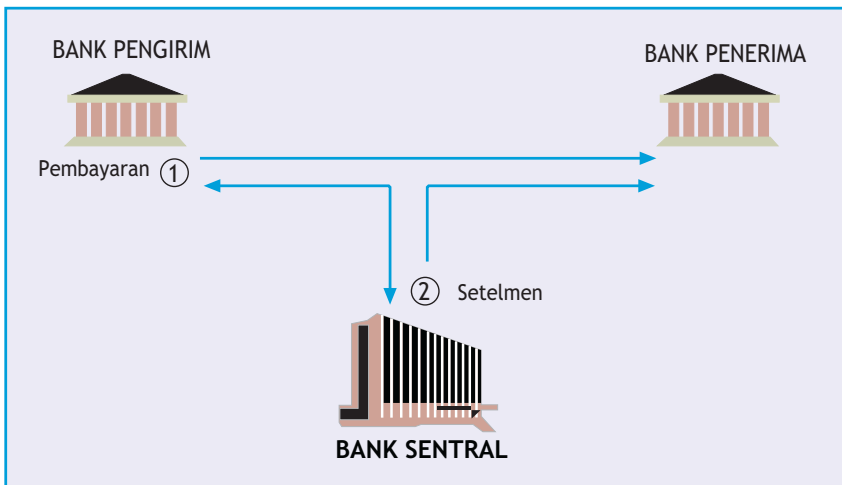 BANK PENGIRIM
BANK PENERIMA
Pembayaran 1
2 Setelmen
BANK SENTRAL